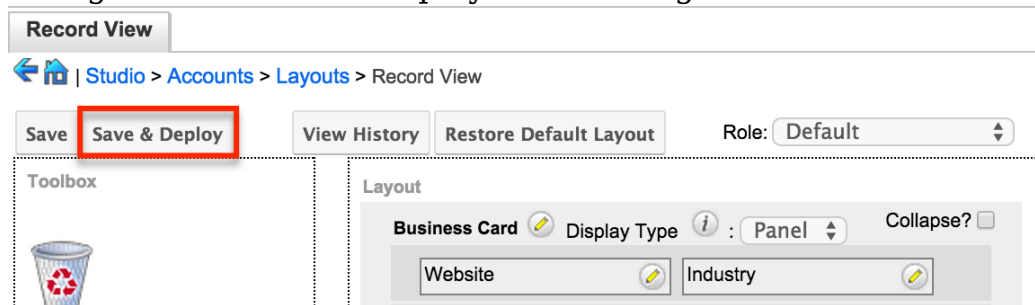 Record View
| Studio > Accounts > Layouts > Record View
Save Save & Deploy View History Restore Default Layout Role: Default
Toolbox
Layout
Business Card Display Type i : Panel Collapse?
Website Industry